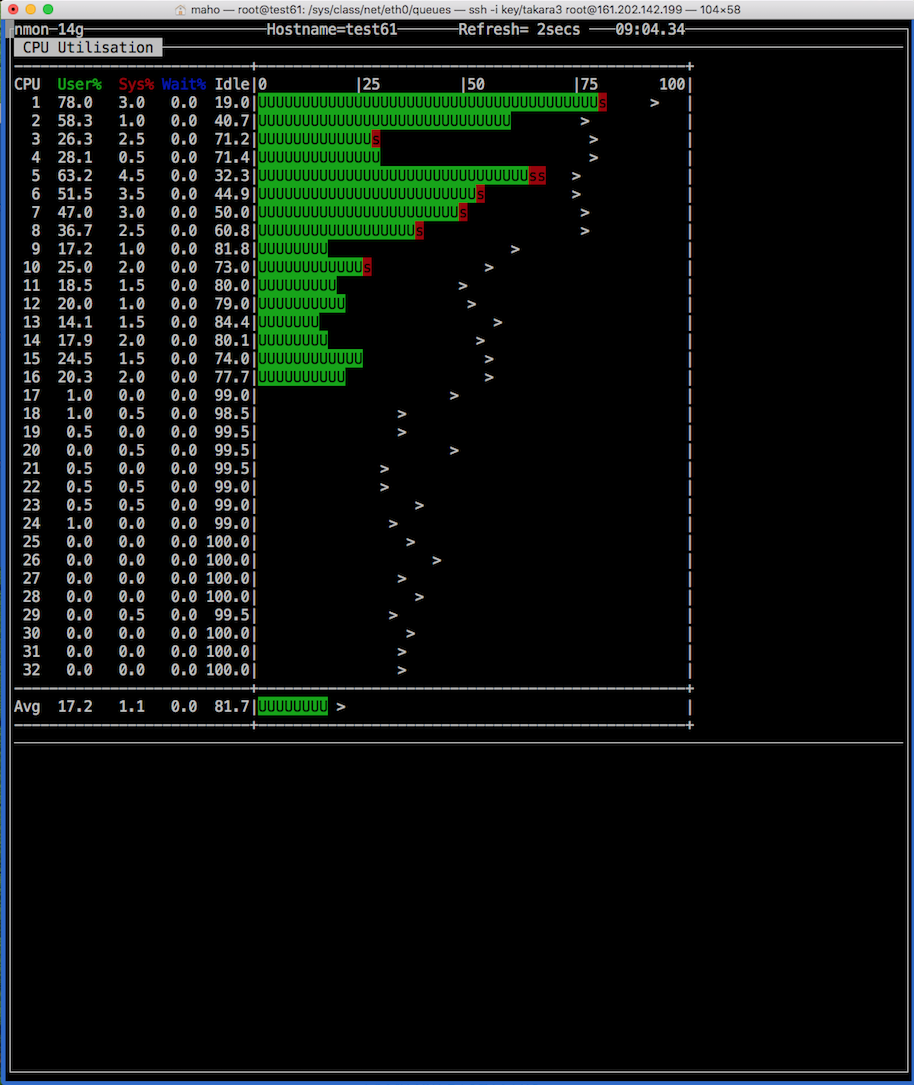 maho — root@test61: /sys/class/net/eth0/queues — ssh -i key/takara3 root@161.202.142.199 — 104×58
nmon-14g Hostname=test61 Refresh= 2secs 09:04.34
CPU Utilisation
CPU User% Sys% Wait% Idle|0 |25 |50 |75 100|
1 78.0 3.0 0.0 19.0|UUUUUUUUUUUUUUUUUUUUUUUUUUUUUUUUUUUUUUUs > |
2 58.3 1.0 0.0 40.7|UUUUUUUUUUUUUUUUUUUUUUUUUUUUU > |
3 26.3 2.5 0.0 71.2|UUUUUUUUUUUUUs > |
4 28.1 0.5 0.0 71.4|UUUUUUUUUUUUUU > |
5 63.2 4.5 0.0 32.3|UUUUUUUUUUUUUUUUUUUUUUUUUUUUUUUss > |
6 51.5 3.5 0.0 44.9|UUUUUUUUUUUUUUUUUUUUUUUUUs > |
7 47.0 3.0 0.0 50.0|UUUUUUUUUUUUUUUUUUUUUUUs > |
8 36.7 2.5 0.0 60.8|UUUUUUUUUUUUUUUUUUs > |
9 17.2 1.0 0.0 81.8|UUUUUUUU > |
10 25.0 2.0 0.0 73.0|UUUUUUUUUUUUs > |
11 18.5 1.5 0.0 80.0|UUUUUUUUU > |
12 20.0 1.0 0.0 79.0|UUUUUUUUUU > |
13 14.1 1.5 0.0 84.4|UUUUUUU > |
14 17.9 2.0 0.0 80.1|UUUUUUUU > |
15 24.5 1.5 0.0 74.0|UUUUUUUUUUUU > |
16 20.3 2.0 0.0 77.7|UUUUUUUUUU > |
17 1.0 0.0 0.0 99.0| > |
18 1.0 0.5 0.0 98.5| > |
19 0.5 0.0 0.0 99.5| > |
20 0.0 0.5 0.0 99.5| > |
21 0.5 0.0 0.0 99.5| > |
22 0.5 0.5 0.0 99.0| > |
23 0.5 0.5 0.0 99.0| > |
24 1.0 0.0 0.0 99.0| > |
25 0.0 0.0 0.0 100.0| > |
26 0.0 0.0 0.0 100.0| > |
27 0.0 0.0 0.0 100.0| > |
28 0.0 0.0 0.0 100.0| > |
29 0.0 0.5 0.0 99.5| > |
30 0.0 0.0 0.0 100.0| > |
31 0.0 0.0 0.0 100.0| > |
32 0.0 0.0 0.0 100.0| > |
Avg 17.2 1.1 0.0 81.7|UUUUUUUU > |